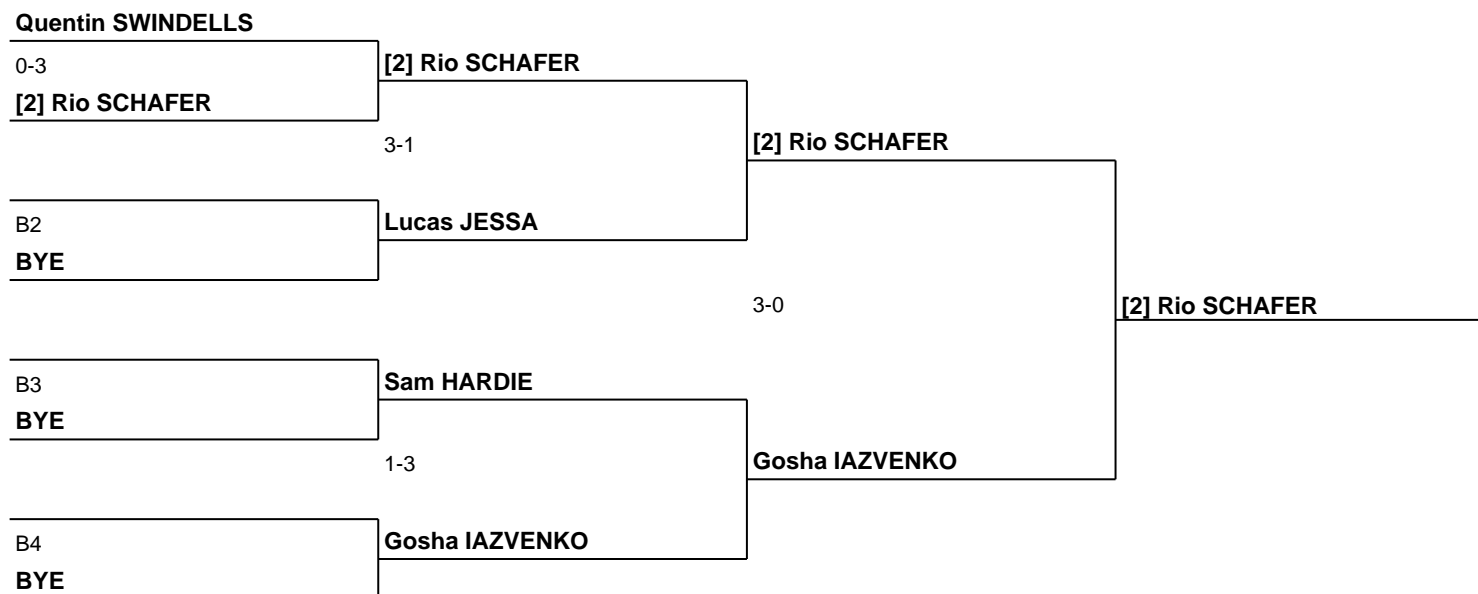 Quentin SWINDELLS
0-3
[2] Rio SCHAFER
[2] Rio SCHAFER
3-1
[2] Rio SCHAFER
B2
BYE
Lucas JESSA
3-0
[2] Rio SCHAFER
B3
BYE
Sam HARDIE
1-3
Gosha IAZVENKO
B4
BYE
Gosha IAZVENKO